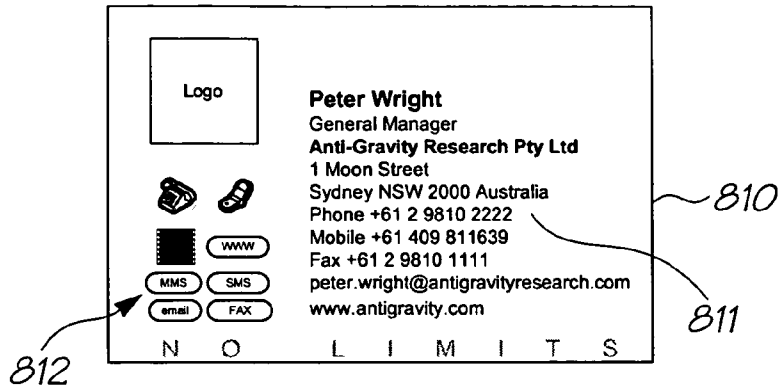 Logo
Peter Wright
General Manager
Anti-Gravity Research Pty Ltd
1 Moon Street
Sydney NSW 2000 Australia
Phone +61 2 9810 2222
Mobile +61 409 811639
Fax +61 2 9810 1111
peter.wright@antigravityresearch.com
www.antigravity.com
WWW
MMS SMS
email FAX
NO LIMITS
810
811
812